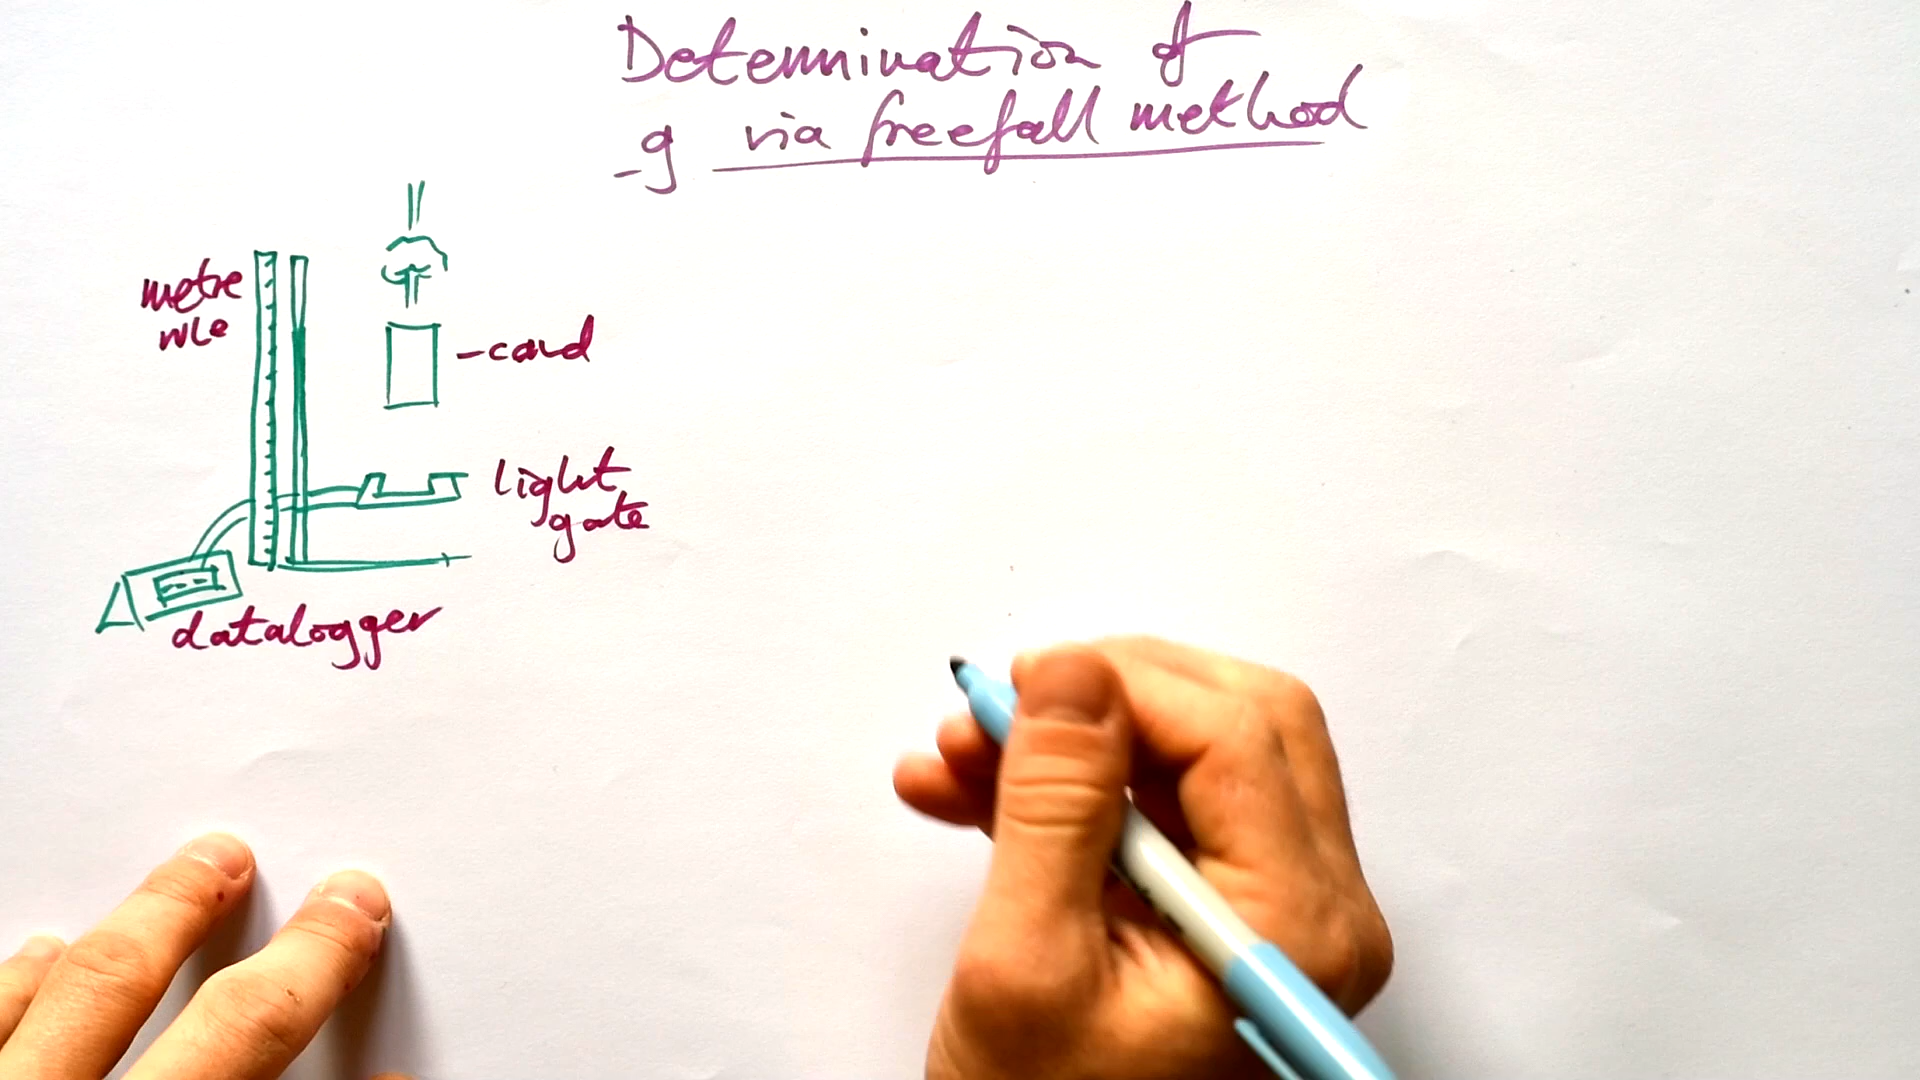 Determination of
g via freefall method
metre
rule
card
light
gate
datalogger